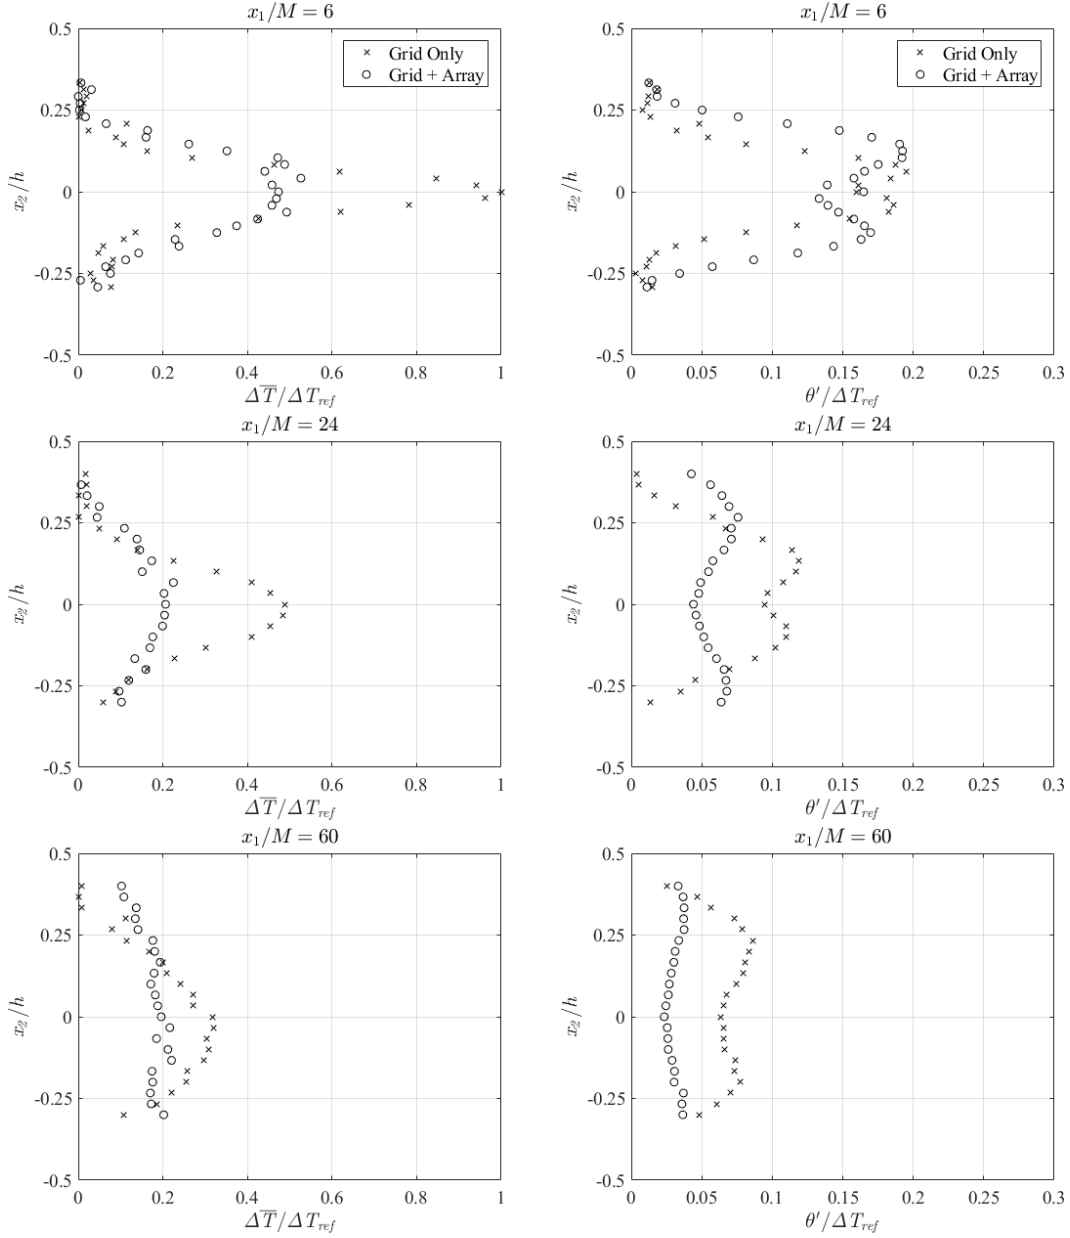 x₁/M = 6
0.5
0.25
0
-0.25
-0.5
x₂/h
Grid Only
Grid + Array
0 0.2 0.4 0.6 0.8 1
ΔT̅/ΔT_ref
x₁/M = 6
0.5
0.25
0
-0.25
-0.5
x₂/h
Grid Only
Grid + Array
0 0.05 0.1 0.15 0.2 0.25 0.3
θ′/ΔT_ref
x₁/M = 24
0.5
0.25
0
-0.25
-0.5
x₂/h
0 0.2 0.4 0.6 0.8 1
ΔT̅/ΔT_ref
x₁/M = 24
0.5
0.25
0
-0.25
-0.5
x₂/h
0 0.05 0.1 0.15 0.2 0.25 0.3
θ′/ΔT_ref
x₁/M = 60
0.5
0.25
0
-0.25
-0.5
x₂/h
0 0.2 0.4 0.6 0.8 1
ΔT̅/ΔT_ref
x₁/M = 60
0.5
0.25
0
-0.25
-0.5
x₂/h
0 0.05 0.1 0.15 0.2 0.25 0.3
θ′/ΔT_ref